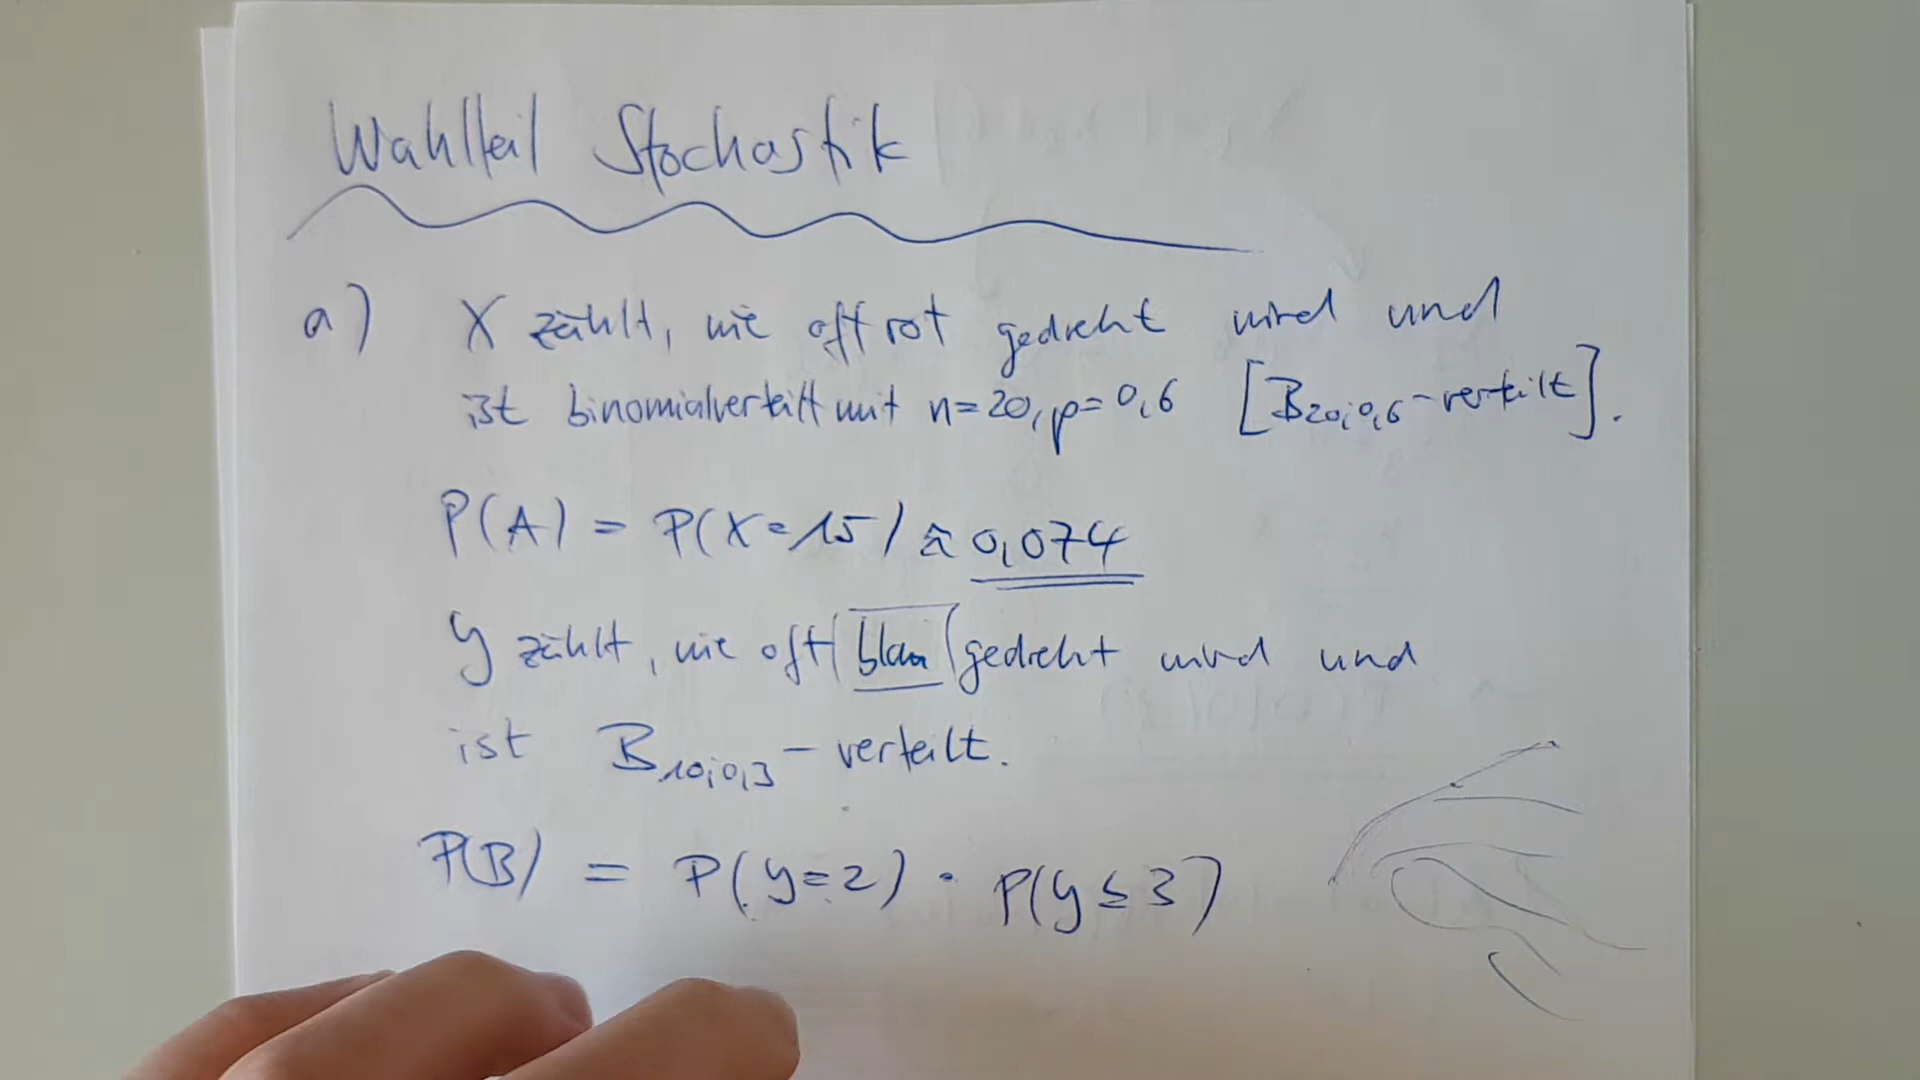 Wahlteil Stochastik
a) X zählt, wie oft rot gedreht wird und
ist binomialverteilt mit n=20, p=0,6 [B20;0,6-verteilt].
P(A) = P(X=15) ≈ 0,074
Y zählt, wie oft blau gedreht wird und
ist B10;0,3-verteilt.
P(B) = P(Y=2) · P(Y≤3)